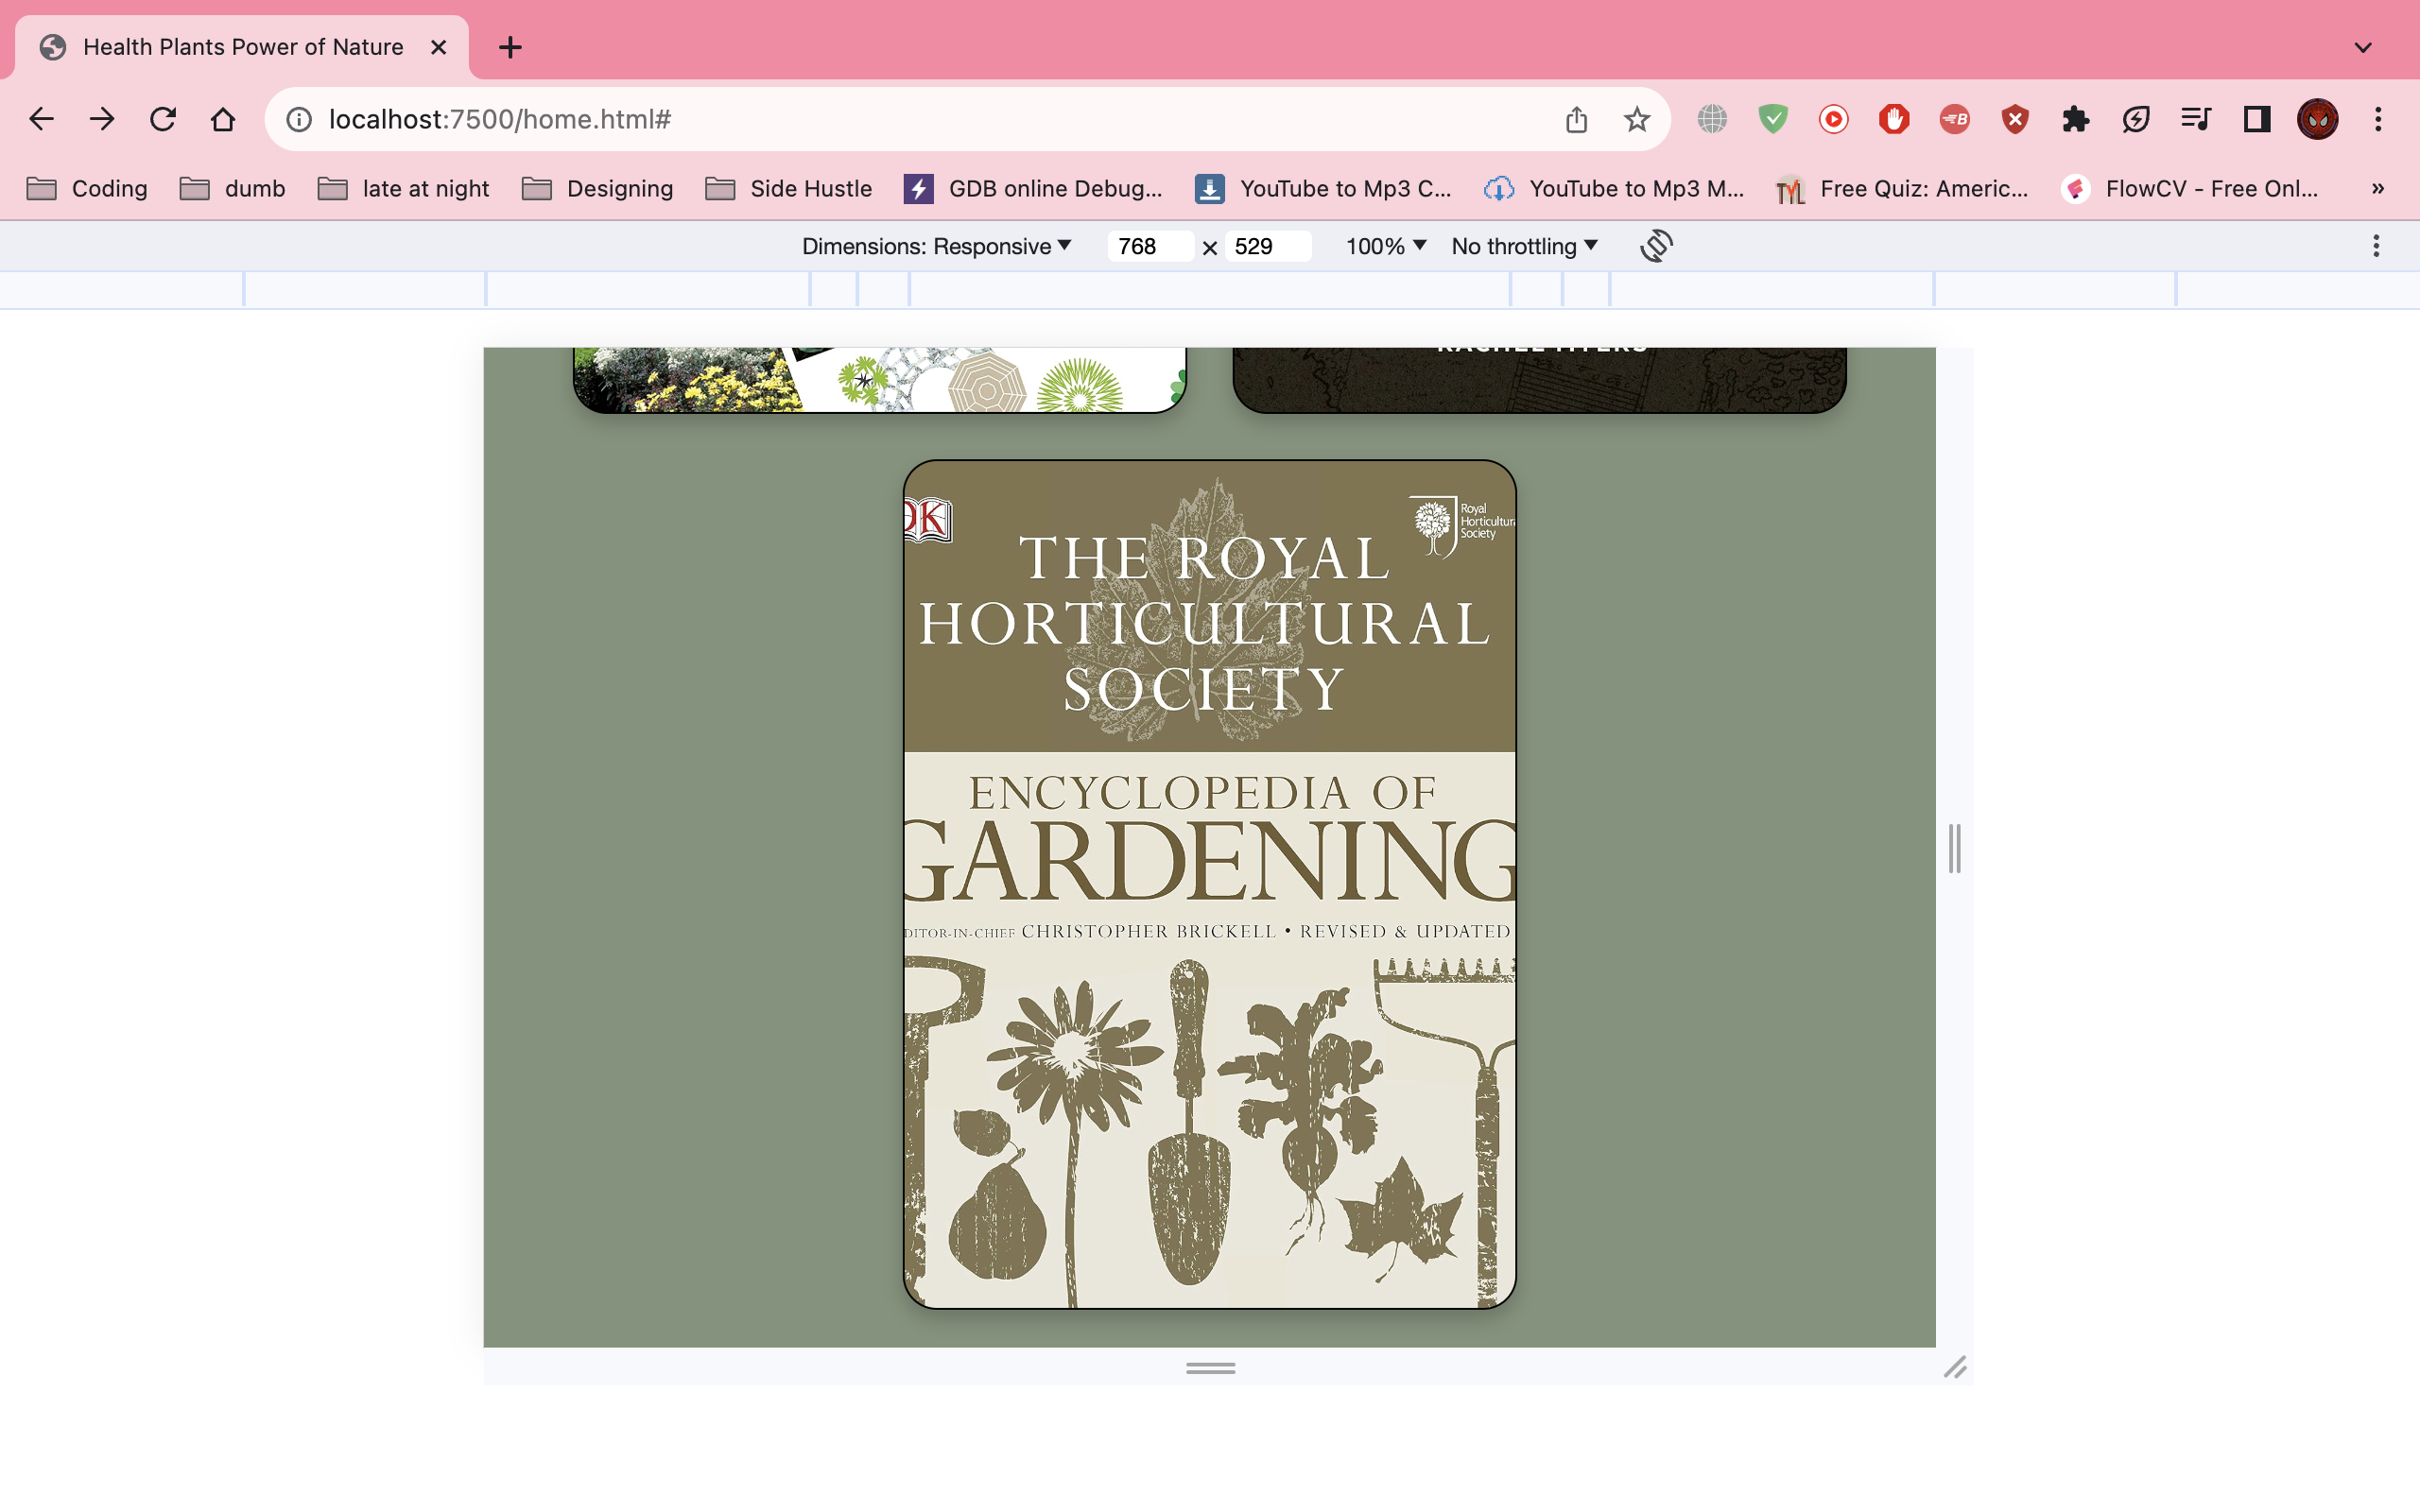 Health Plants Power of Nature
localhost:7500/home.html#
Coding
dumb
late at night
Designing
Side Hustle
GDB online Debug...
YouTube to Mp3 C...
YouTube to Mp3 M...
Free Quiz: Americ...
FlowCV - Free Onl...
»
Dimensions: Responsive
768 × 529
100%
No throttling
DK
Royal
Horticultur
Society
THE ROYAL
HORTICULTURAL
SOCIETY
ENCYCLOPEDIA OF
GARDENING
DITOR-IN-CHIEF CHRISTOPHER BRICKELL • REVISED & UPDATED